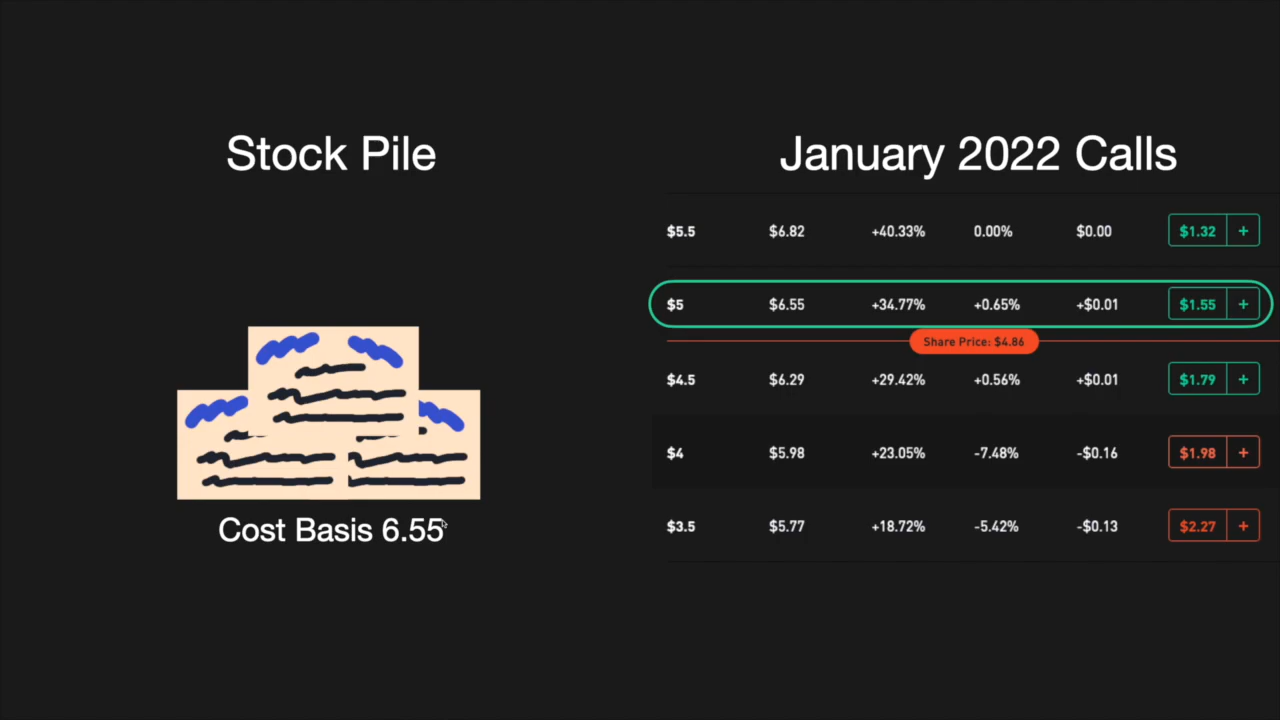 Stock Pile
January 2022 Calls
$5.5 $6.82 +40.33% 0.00% $0.00 $1.32 +
$5 $6.55 +34.77% +0.65% +$0.01 $1.55 +
Share Price: $4.86
$4.5 $6.29 +29.42% +0.56% +$0.01 $1.79 +
$4 $5.98 +23.05% -7.48% -$0.16 $1.98 +
$3.5 $5.77 +18.72% -5.42% -$0.13 $2.27 +
Cost Basis 6.55